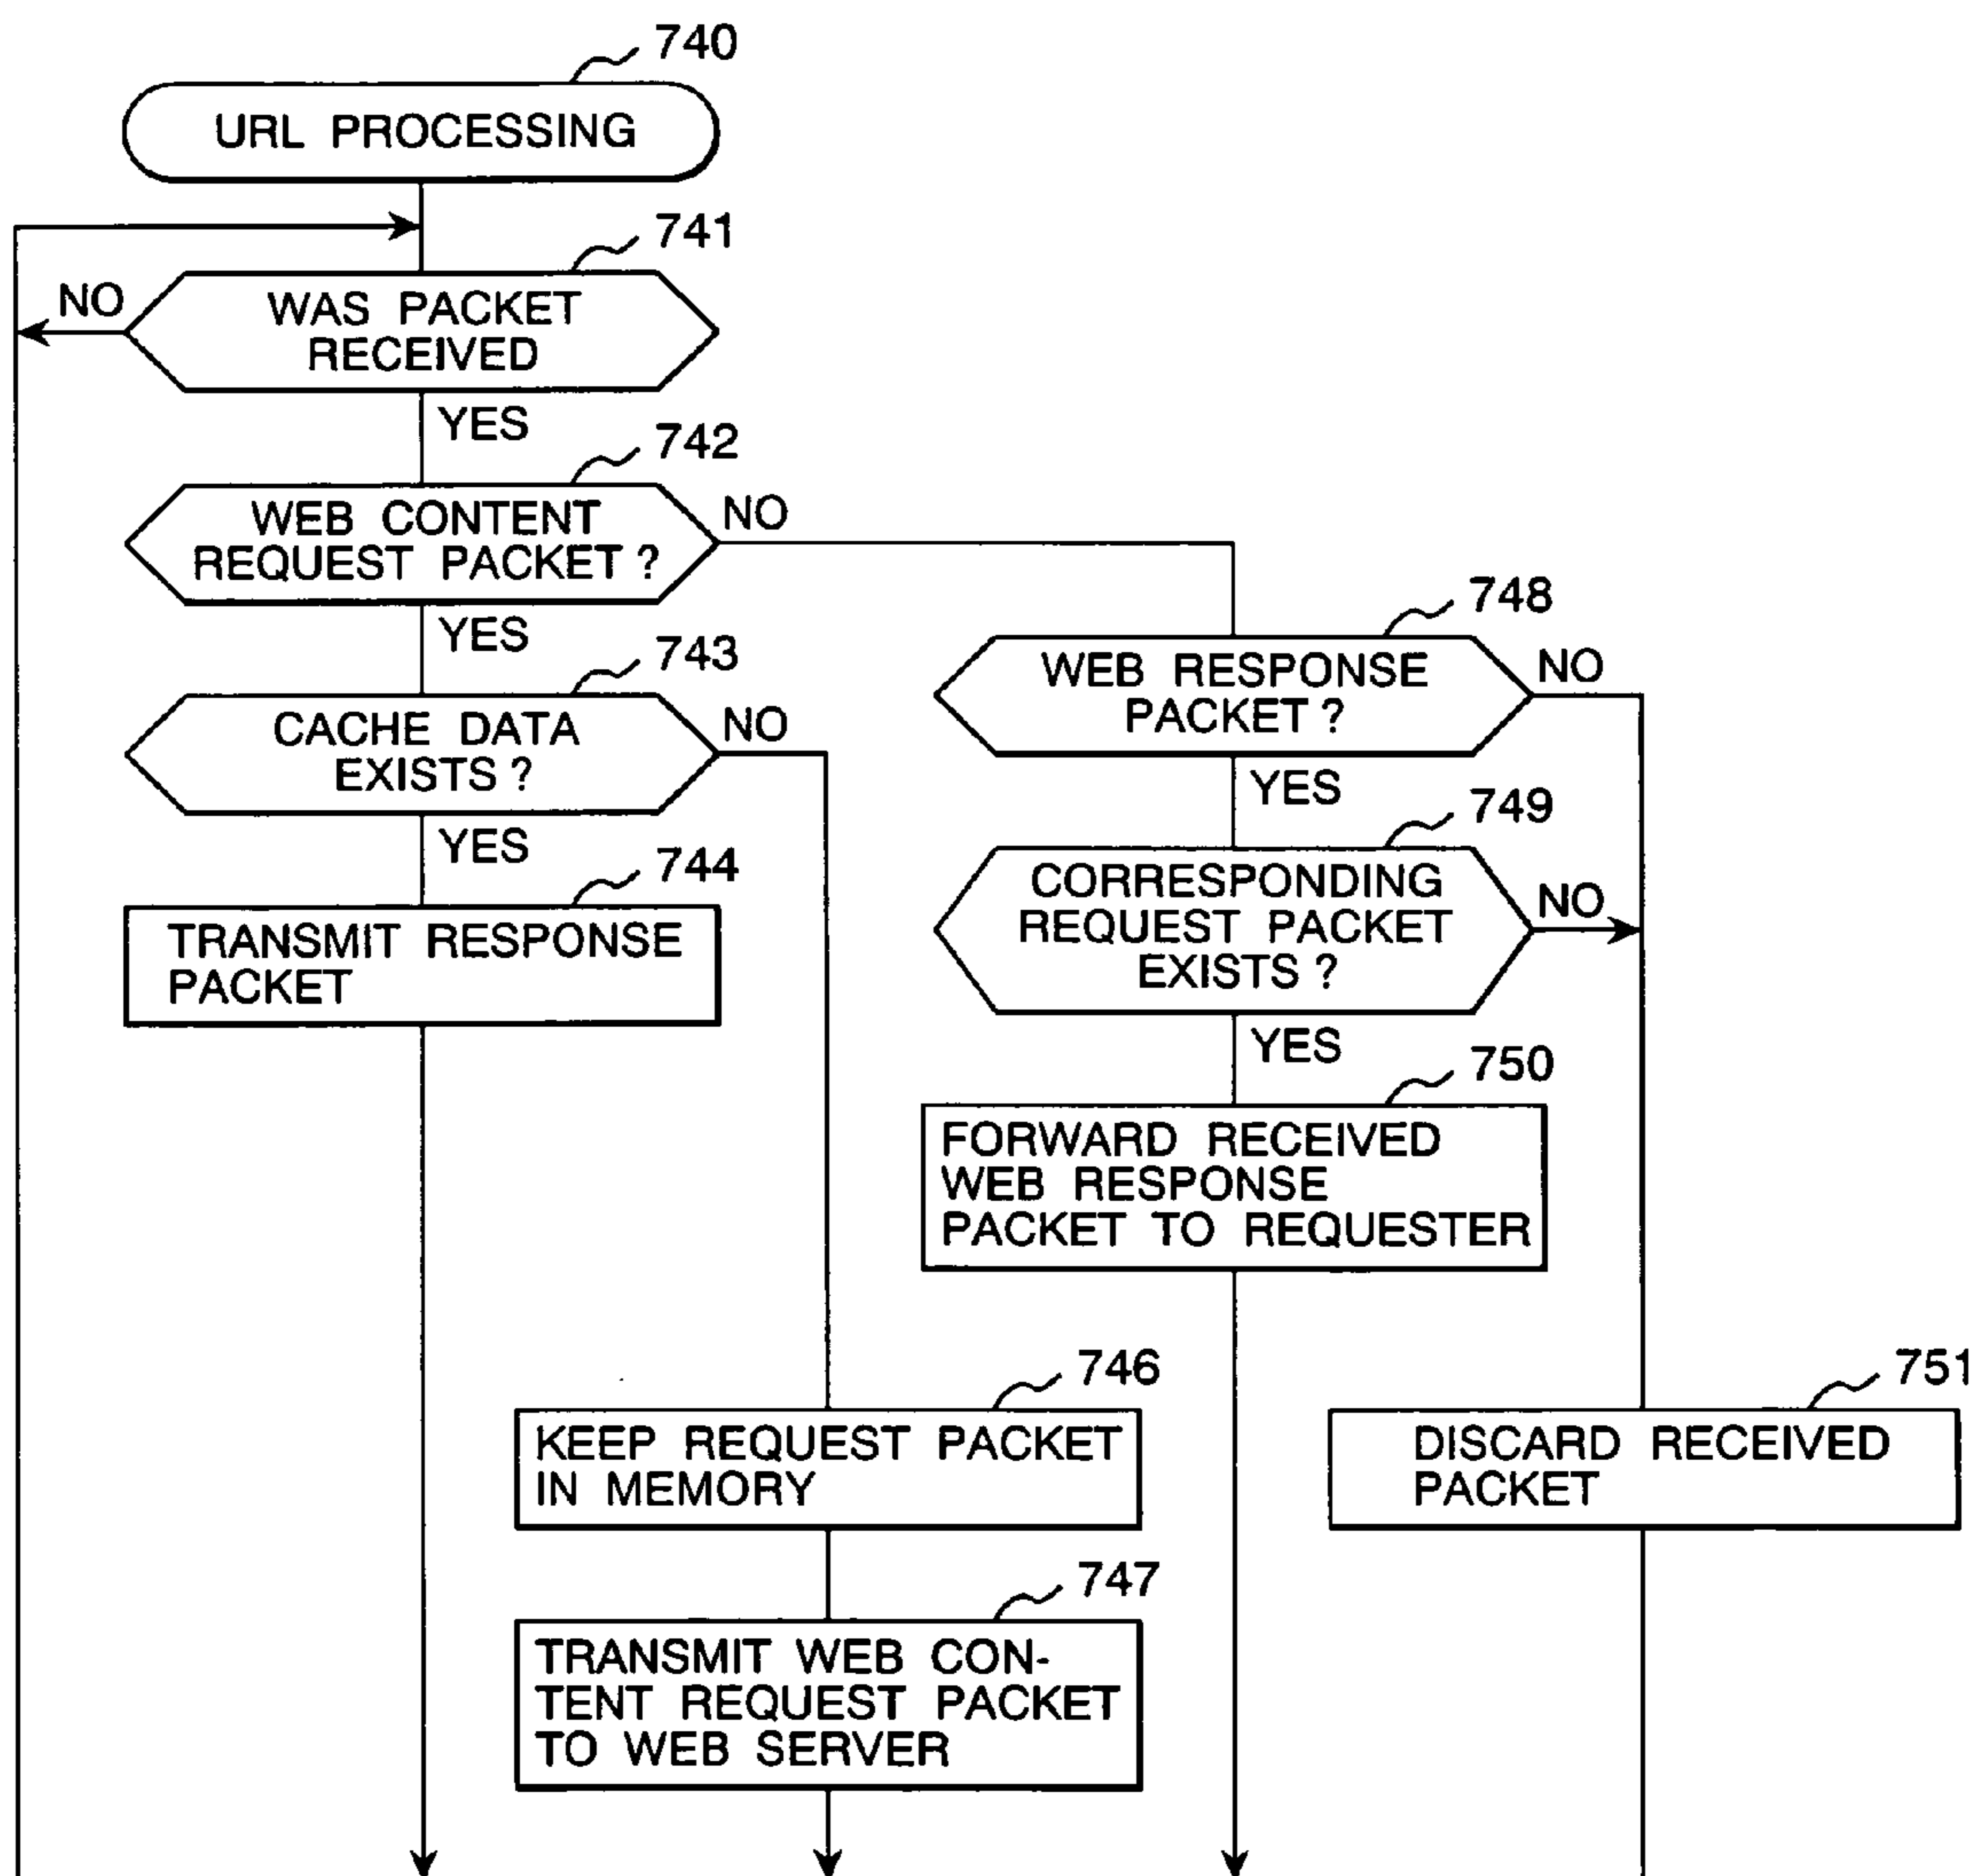 740
URL PROCESSING
741
NO
WAS PACKET
RECEIVED
YES
742
WEB CONTENT
REQUEST PACKET ?
NO
YES
743
CACHE DATA
EXISTS ?
NO
YES
744
TRANSMIT RESPONSE
PACKET
748
WEB RESPONSE
PACKET ?
NO
YES
749
CORRESPONDING
REQUEST PACKET
EXISTS ?
NO
YES
750
FORWARD RECEIVED
WEB RESPONSE
PACKET TO REQUESTER
746
KEEP REQUEST PACKET
IN MEMORY
751
DISCARD RECEIVED
PACKET
747
TRANSMIT WEB CON-
TENT REQUEST PACKET
TO WEB SERVER